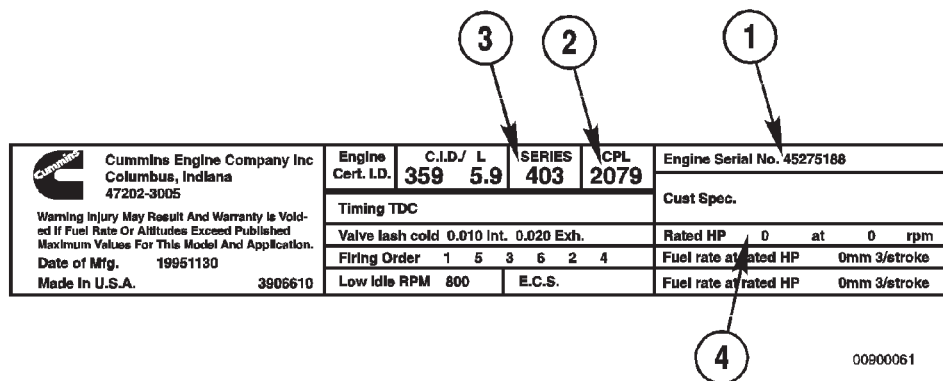 3
2
1
Cummins
Cummins Engine Company Inc
Columbus, Indiana
47202-3005
Warning Injury May Result And Warranty Is Void-
ed If Fuel Rate Or Altitudes Exceed Published
Maximum Values For This Model And Application.
Date of Mfg. 19951130
Made In U.S.A. 3906610
Engine
Cert. I.D.
C.I.D./ L
359 5.9
SERIES
403
CPL
2079
Timing TDC
Valve lash cold 0.010 Int. 0.020 Exh.
Firing Order 1 5 3 6 2 4
Low Idle RPM 800 E.C.S.
Engine Serial No. 45275188
Cust Spec.
Rated HP 0 at 0 rpm
Fuel rate at rated HP 0mm 3/stroke
Fuel rate at rated HP 0mm 3/stroke
4
00900061